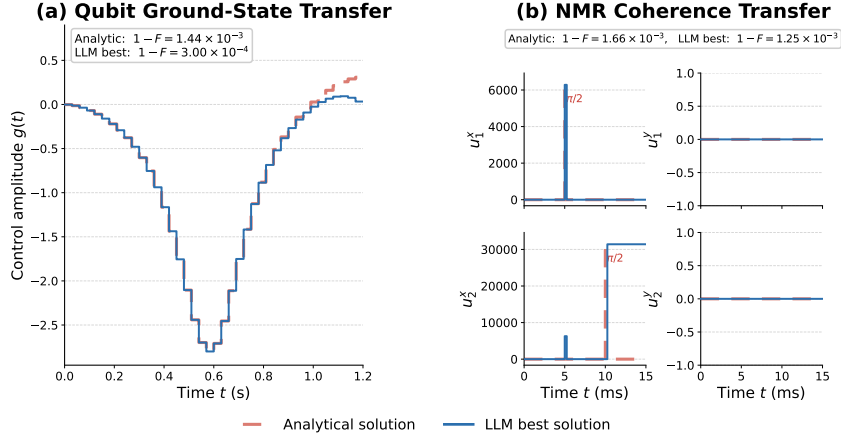 (a) Qubit Ground-State Transfer
Analytic: 1 − F = 1.44 × 10⁻³
LLM best: 1 − F = 3.00 × 10⁻⁴
Control amplitude g(t)
0.5
0.0
−0.5
−1.0
−1.5
−2.0
−2.5
0.0 0.2 0.4 0.6 0.8 1.0 1.2
Time t (s)
(b) NMR Coherence Transfer
Analytic: 1 − F = 1.66 × 10⁻³, LLM best: 1 − F = 1.25 × 10⁻³
u₁ˣ
6000
4000
2000
0
π/2
u₁ʸ
1.0
0.5
0.0
−0.5
−1.0
u₂ˣ
30000
20000
10000
0
π/2
0 5 10 15
Time t (ms)
u₂ʸ
1.0
0.5
0.0
−0.5
−1.0
0 5 10 15
Time t (ms)
Analytical solution LLM best solution